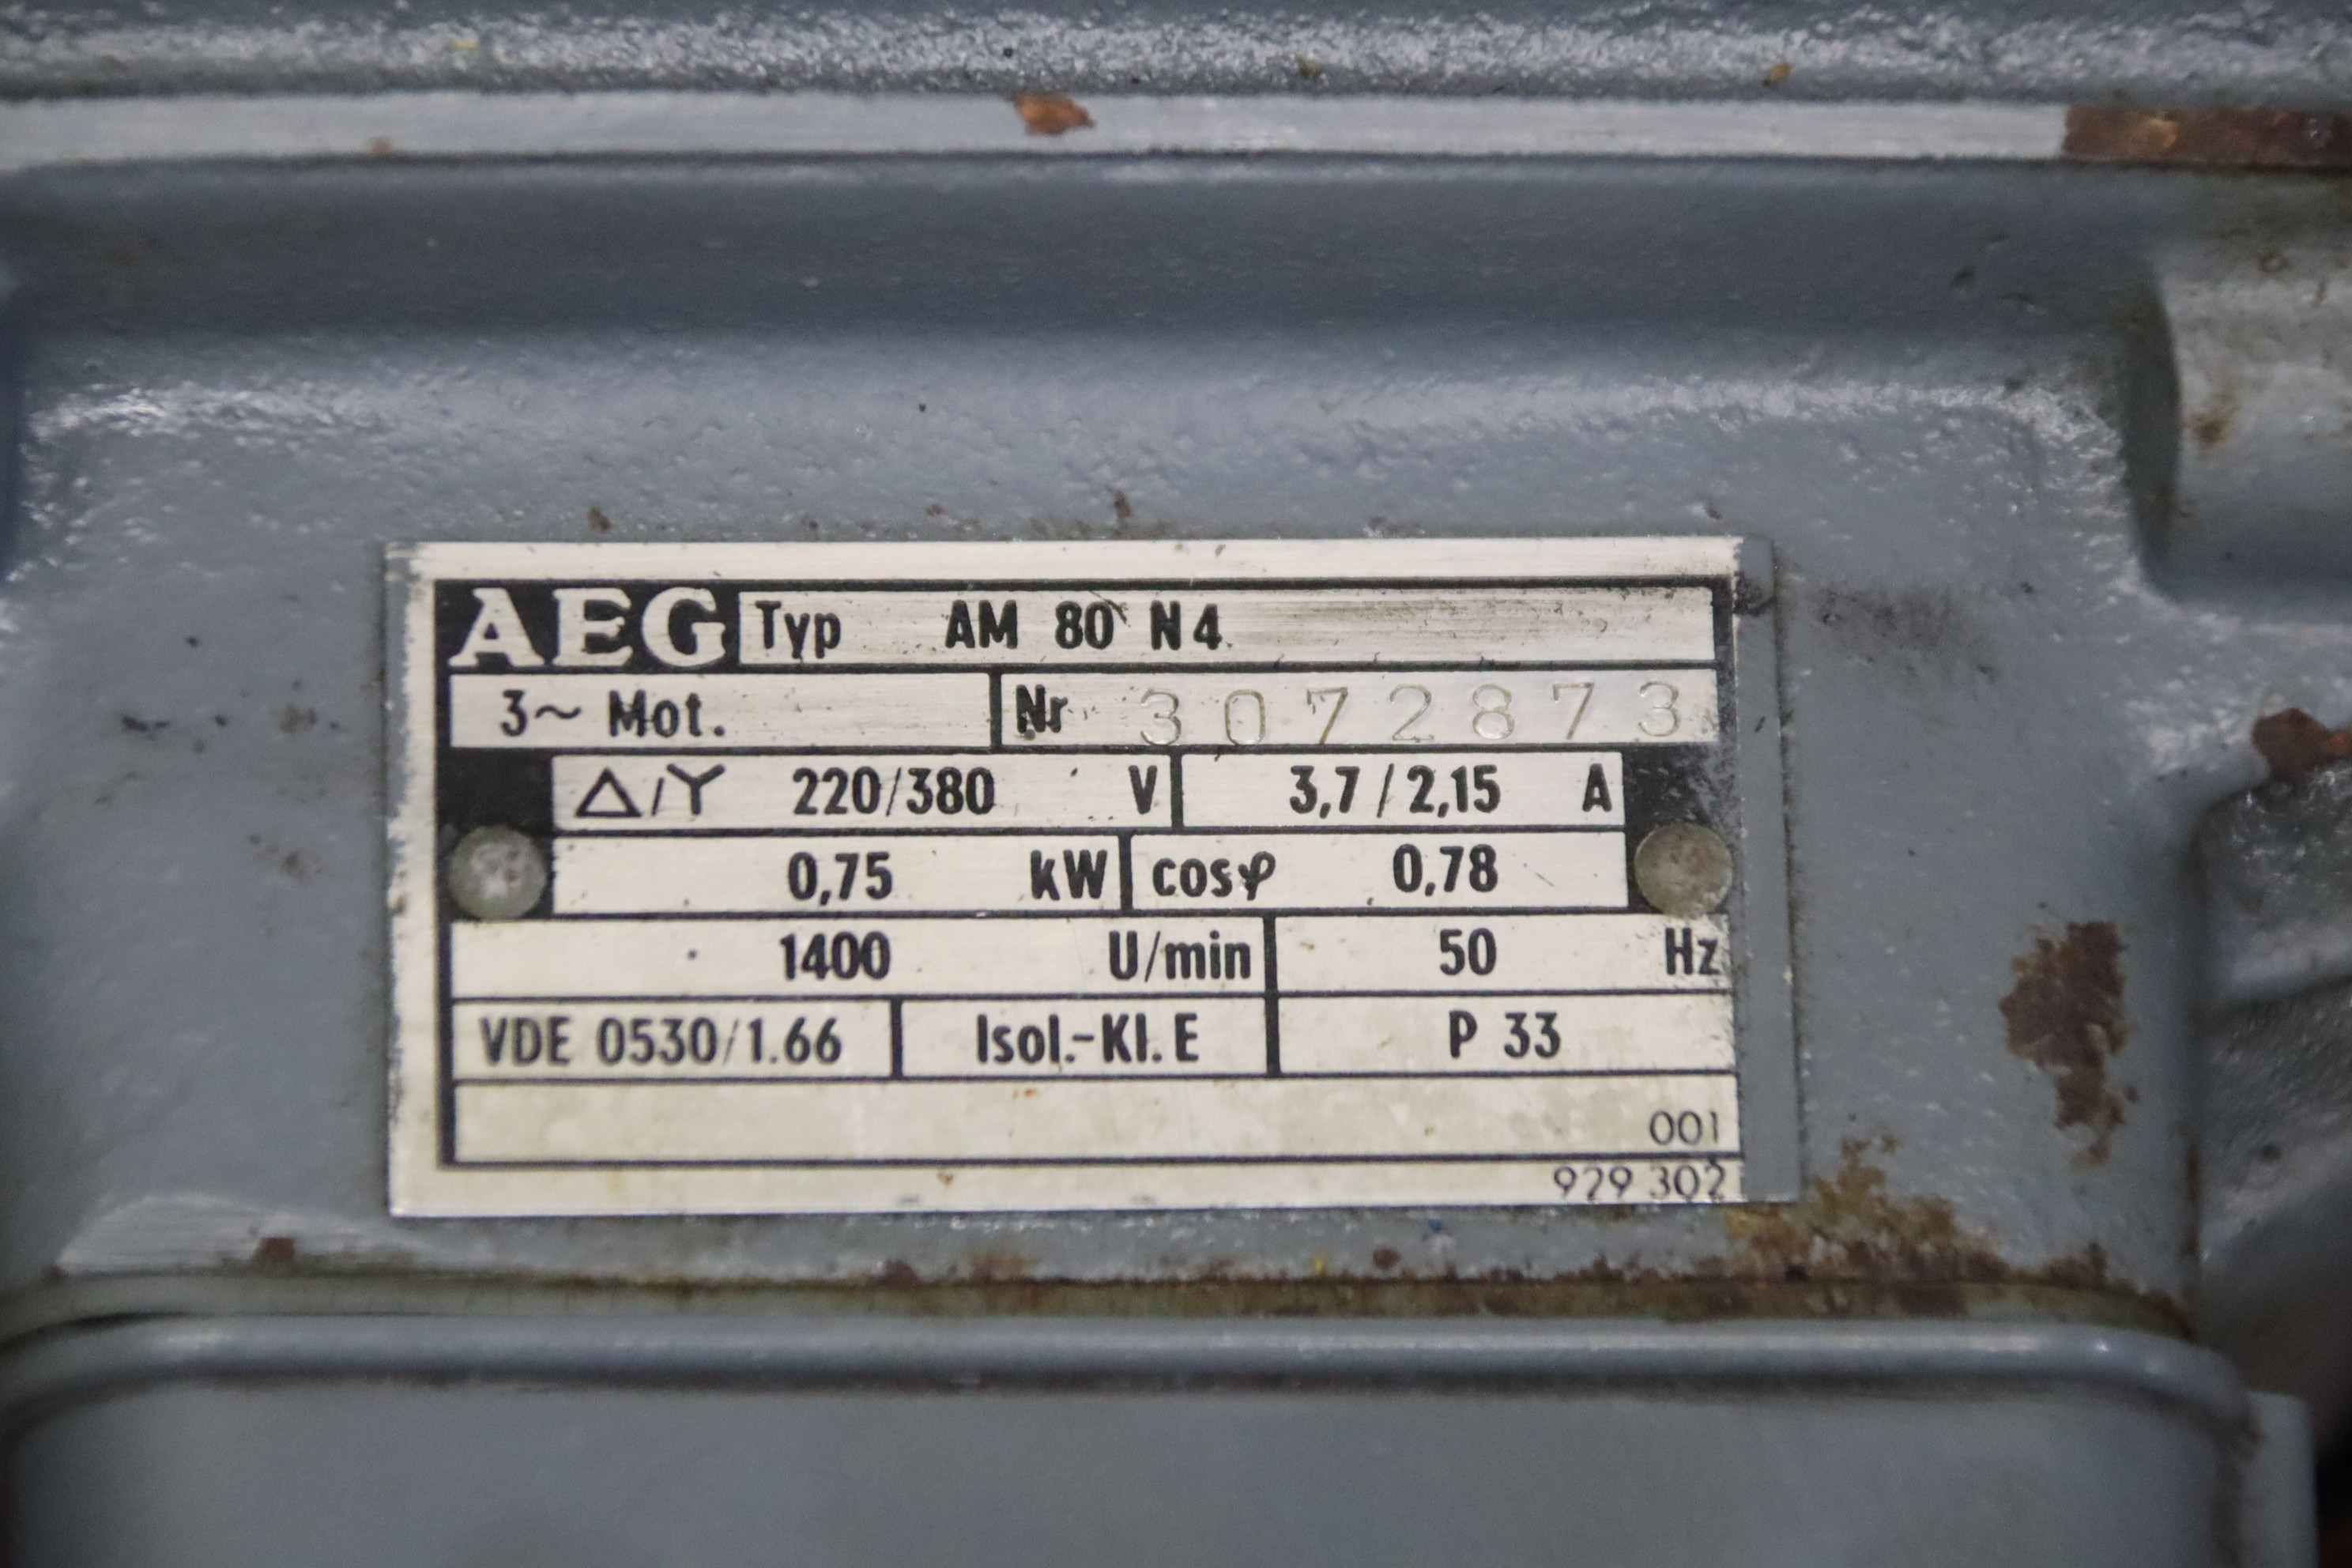 AEG Typ AM 80 N4
3~ Mot. Nr 3072873
△/Y 220/380 V 3,7/2,15 A
0,75 kW cosφ 0,78
1400 U/min 50 Hz
VDE 0530/1.66 Isol.-Kl. E P 33
001
929 302